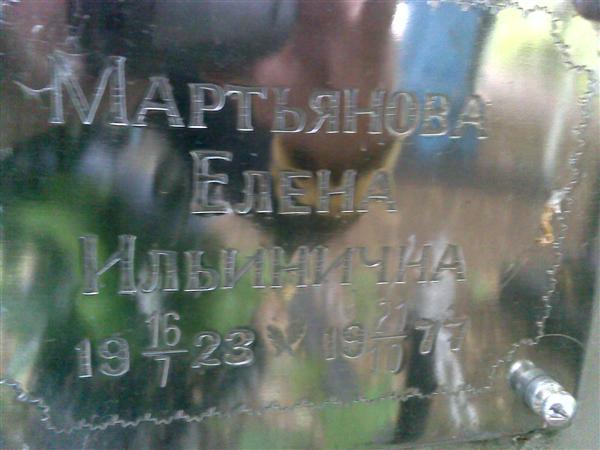 Мартьянова
Елена
Ильинична
19 16/7 23 19 21/10 77